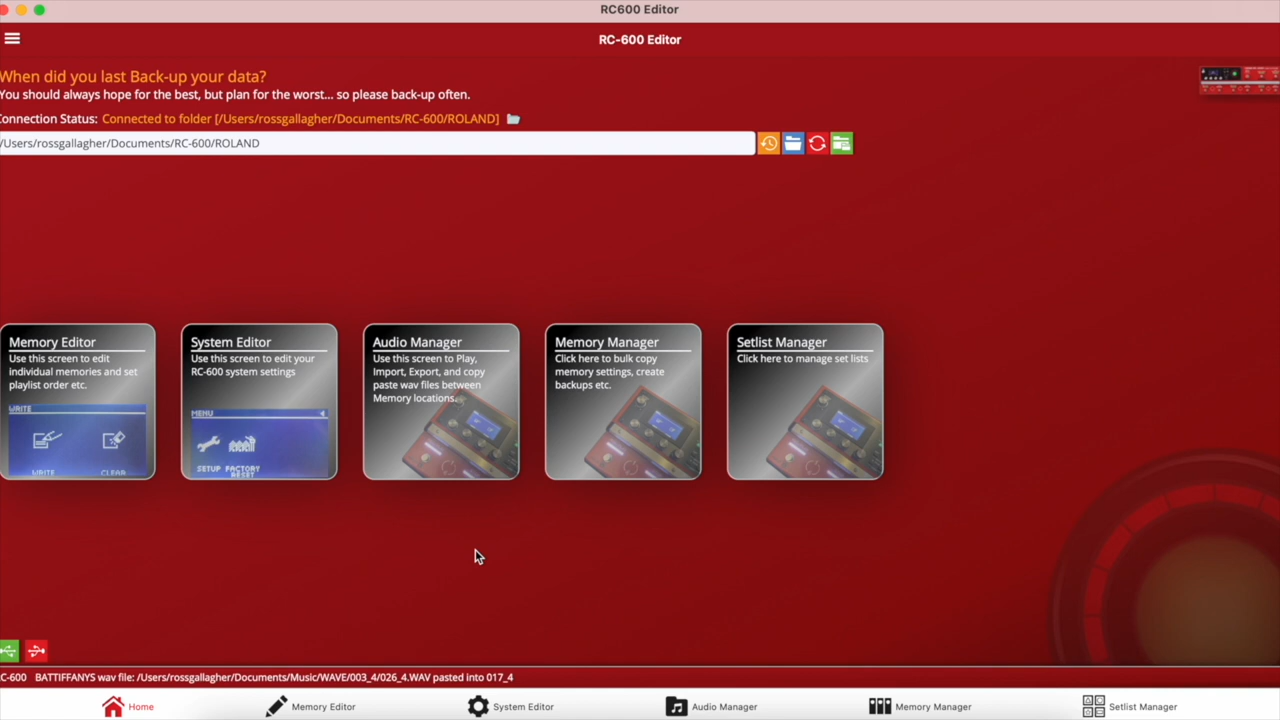 RC600 Editor
RC-600 Editor
When did you last Back-up your data?
You should always hope for the best, but plan for the worst... so please back-up often.
Connection Status: Connected to folder [/Users/rossgallagher/Documents/RC-600/ROLAND]
/Users/rossgallagher/Documents/RC-600/ROLAND
Memory Editor
Use this screen to edit
individual memories and set
playlist order etc.
WRITE
WRITE CLEAR
System Editor
Use this screen to edit your
RC-600 system settings
MENU
SETUP FACTORY
RESET
Audio Manager
Use this screen to Play,
Import, Export, and copy
paste wav files between
Memory locations.
Memory Manager
Click here to bulk copy
memory settings, create
backups etc.
Setlist Manager
Click here to manage set lists
RC-600 BATTIFFANYS wav file: /Users/rossgallagher/Documents/Music/WAVE/003_4/026_4.WAV pasted into 017_4
Home
Memory Editor
System Editor
Audio Manager
Memory Manager
Setlist Manager